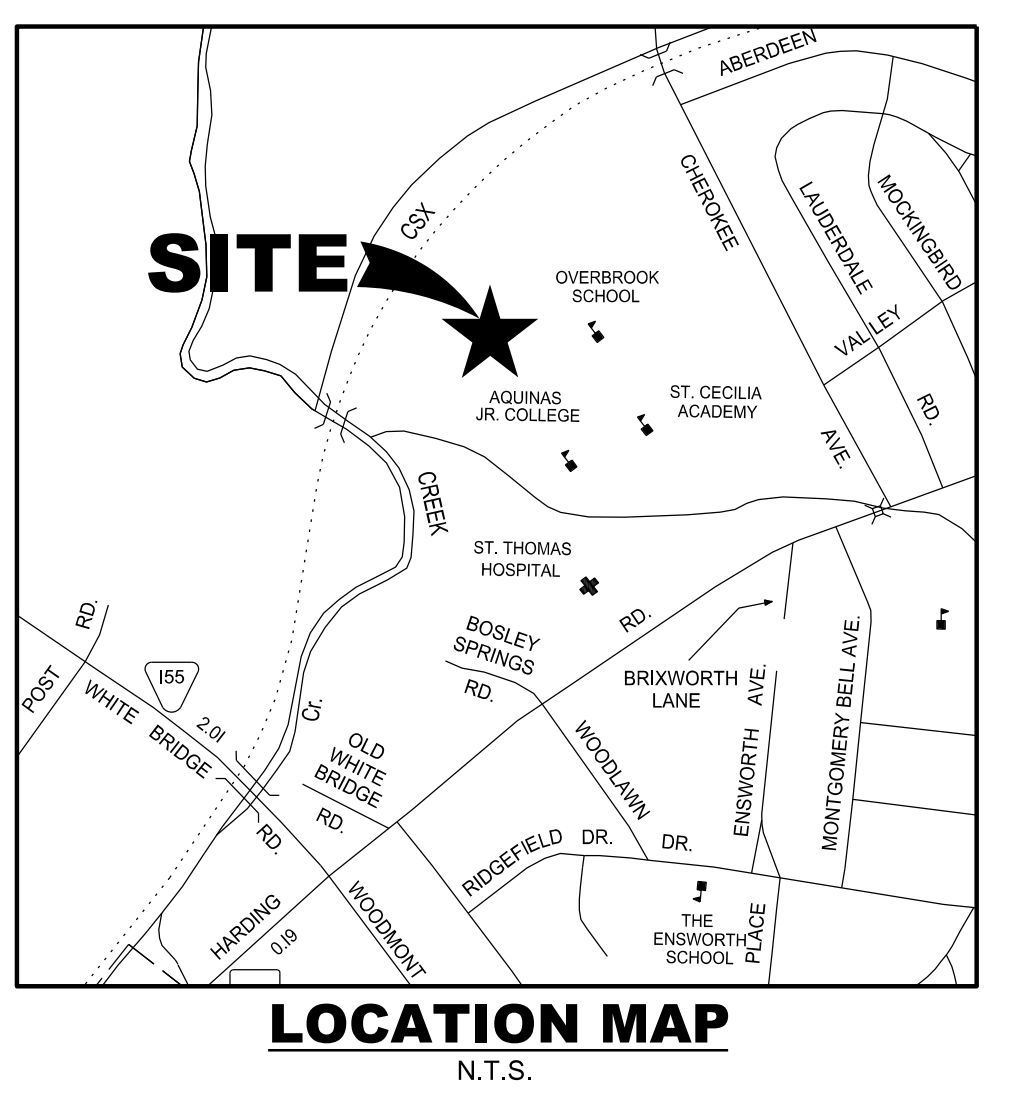 ABERDEEN
CHEROKEE
LAUDERDALE
MOCKINGBIRD
CSX
SITE
OVERBROOK
SCHOOL
VALLEY
AQUINAS
JR. COLLEGE
ST. CECILIA
ACADEMY
RD.
AVE.
CREEK
ST. THOMAS
HOSPITAL
RD.
RD.
BOSLEY
SPRINGS
RD.
BRIXWORTH
LANE
AVE.
MONTGOMERY BELL AVE.
POST
155
WHITE
BRIDGE
2.01
Cr.
OLD
WHITE
BRIDGE
RD.
WOODLAWN
ENSWORTH
RD.
RIDGEFIELD
DR.
DR.
HARDING
0.19
WOODMONT
THE
ENSWORTH
SCHOOL
PLACE
LOCATION MAP
N.T.S.